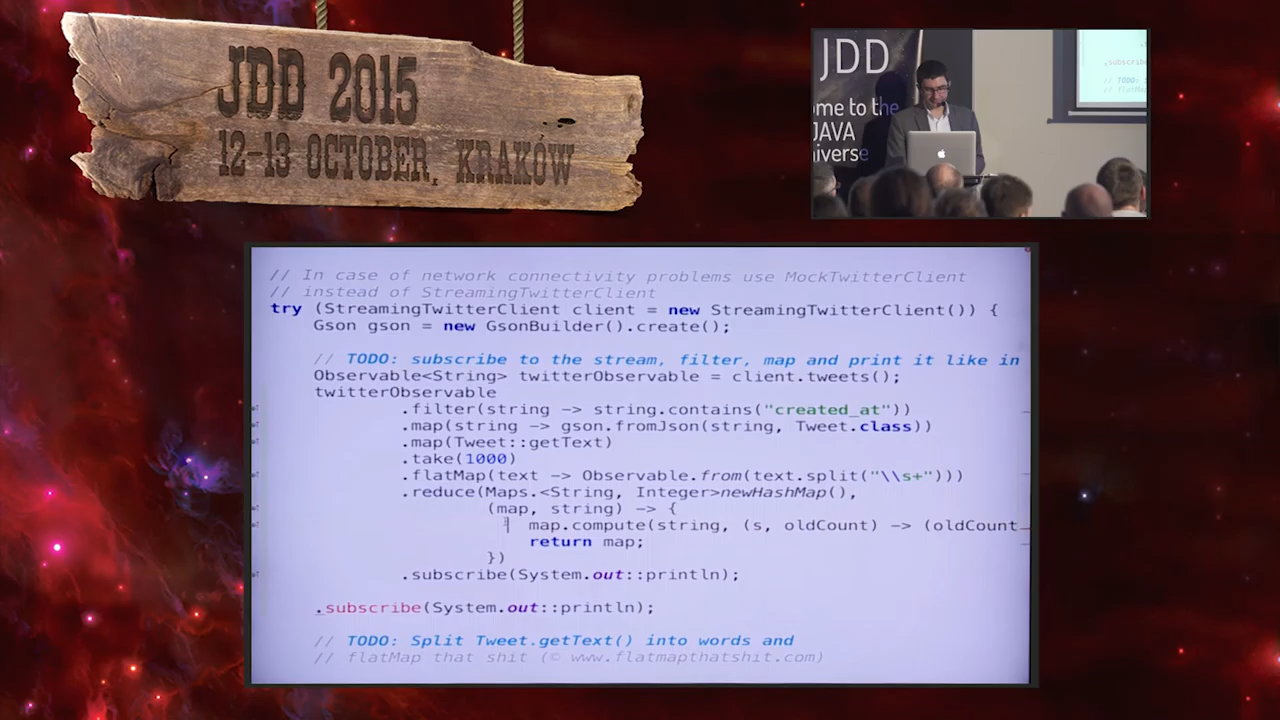 JDD 2015
12-13 OCTOBER, KRAKÓW
JDD
ome to the
JAVA
iverse
.subscribe
// TODO: S
// flatMap
// In case of network connectivity problems use MockTwitterClient
// instead of StreamingTwitterClient
try (StreamingTwitterClient client = new StreamingTwitterClient()) {
Gson gson = new GsonBuilder().create();
// TODO: subscribe to the stream, filter, map and print it like in
Observable<String> twitterObservable = client.tweets();
twitterObservable
.filter(string -> string.contains("created_at"))
.map(string -> gson.fromJson(string, Tweet.class))
.map(Tweet::getText)
.take(1000)
.flatMap(text -> Observable.from(text.split("\\s+")))
.reduce(Maps.<String, Integer>newHashMap(),
(map, string) -> {
map.compute(string, (s, oldCount) -> (oldCount
return map;
})
.subscribe(System.out::println);
.subscribe(System.out::println);
// TODO: Split Tweet.getText() into words and
// flatMap that shit (© www.flatmapthatshit.com)